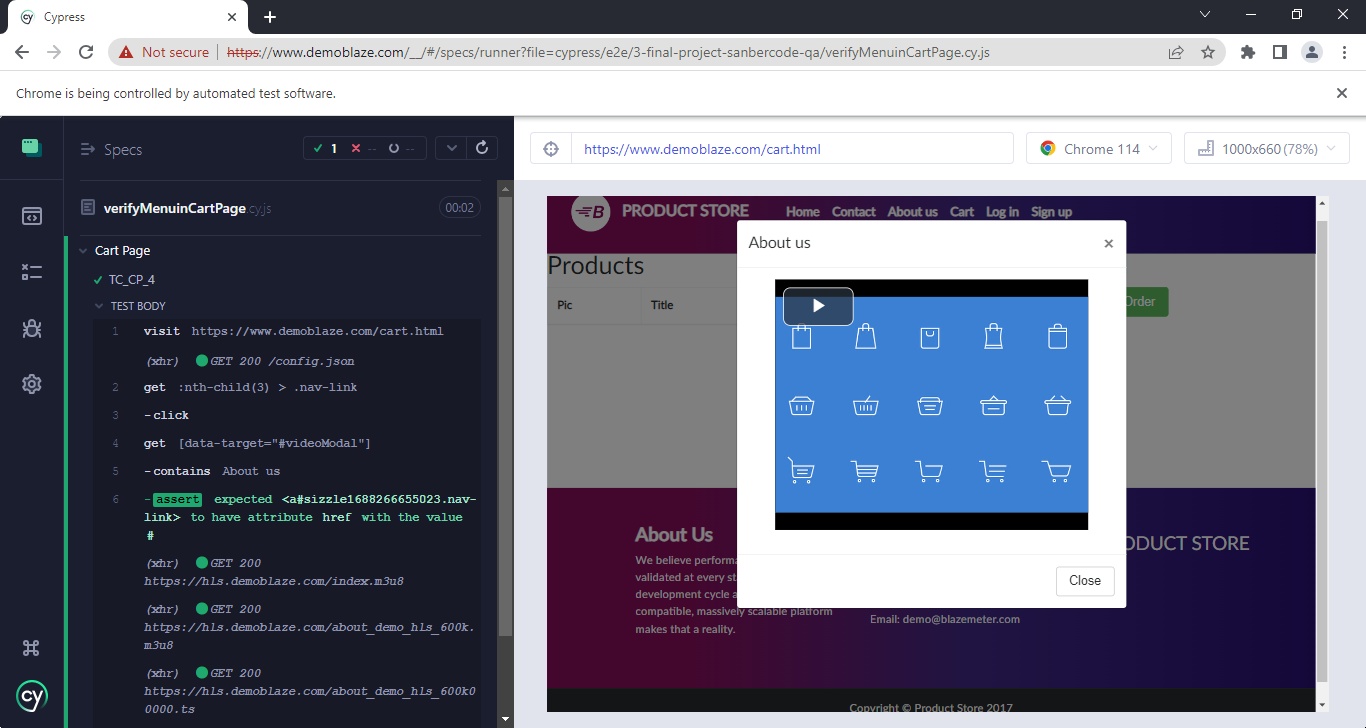 Cypress
Not secure https://www.demoblaze.com/__/#/specs/runner?file=cypress/e2e/3-final-project-sanbercode-qa/verifyMenuinCartPage.cy.js
Chrome is being controlled by automated test software.
Specs
1 -- --
verifyMenuinCartPage.cy.js
00:02
Cart Page
TC_CP_4
TEST BODY
1 visit https://www.demoblaze.com/cart.html
(xhr) GET 200 /config.json
2 get :nth-child(3) > .nav-link
3 -click
4 get [data-target="#videoModal"]
5 -contains About us
6 -assert expected <a#sizzle1688266655023.nav-
link> to have attribute href with the value
#
(xhr) GET 200
https://hls.demoblaze.com/index.m3u8
(xhr) GET 200
https://hls.demoblaze.com/about_demo_hls_600k.
m3u8
(xhr) GET 200
https://hls.demoblaze.com/about_demo_hls_600k0
0000.ts
cy
https://www.demoblaze.com/cart.html
Chrome 114
1000x660 (78%)
B PRODUCT STORE Home Contact About us Cart Log in Sign up
Products
Pic Title
Order
About us ×
Close
About Us
We believe performa
validated at every st
development cycle a
compatible, massively scalable platform
makes that a reality.
Email: demo@blazemeter.com
ODUCT STORE
Copyright © Product Store 2017